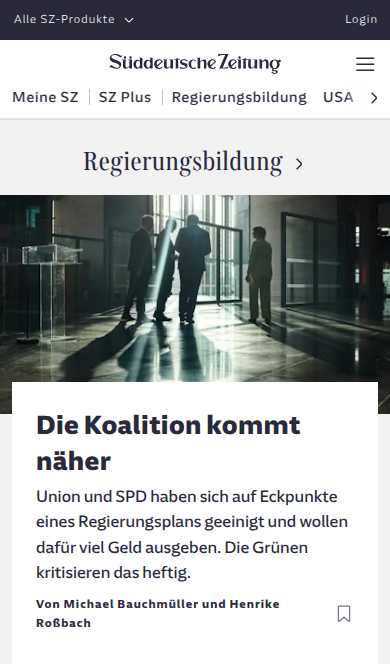 Alle SZ-Produkte
Login
Süddeutsche Zeitung
Meine SZ
SZ Plus
Regierungsbildung
USA
Regierungsbildung
Die Koalition kommt
näher
Union und SPD haben sich auf Eckpunkte
eines Regierungsplans geeinigt und wollen
dafür viel Geld ausgeben. Die Grünen
kritisieren das heftig.
Von Michael Bauchmüller und Henrike
Roßbach